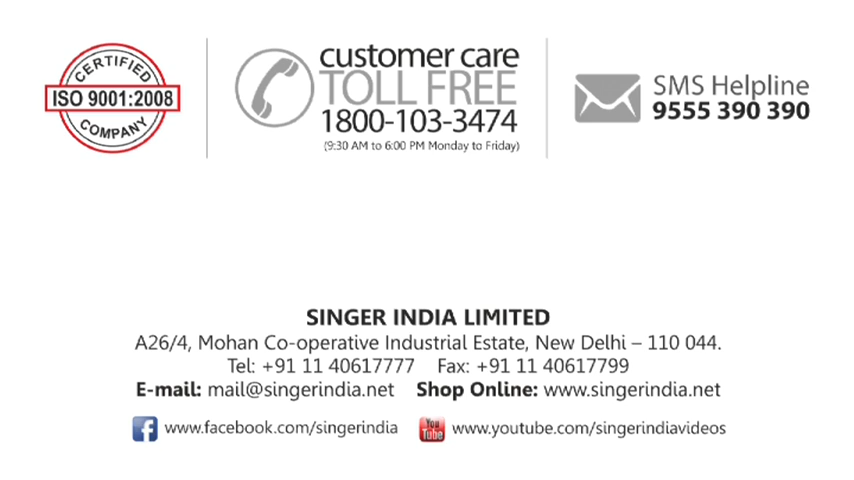 CERTIFIED
ISO 9001:2008
COMPANY
customer care
TOLL FREE
1800-103-3474
(9:30 AM to 6:00 PM Monday to Friday)
SMS Helpline
9555 390 390
SINGER INDIA LIMITED
A26/4, Mohan Co-operative Industrial Estate, New Delhi – 110 044.
Tel: +91 11 40617777 Fax: +91 11 40617799
E-mail: mail@singerindia.net Shop Online: www.singerindia.net
f www.facebook.com/singerindia You Tube www.youtube.com/singerindiavideos